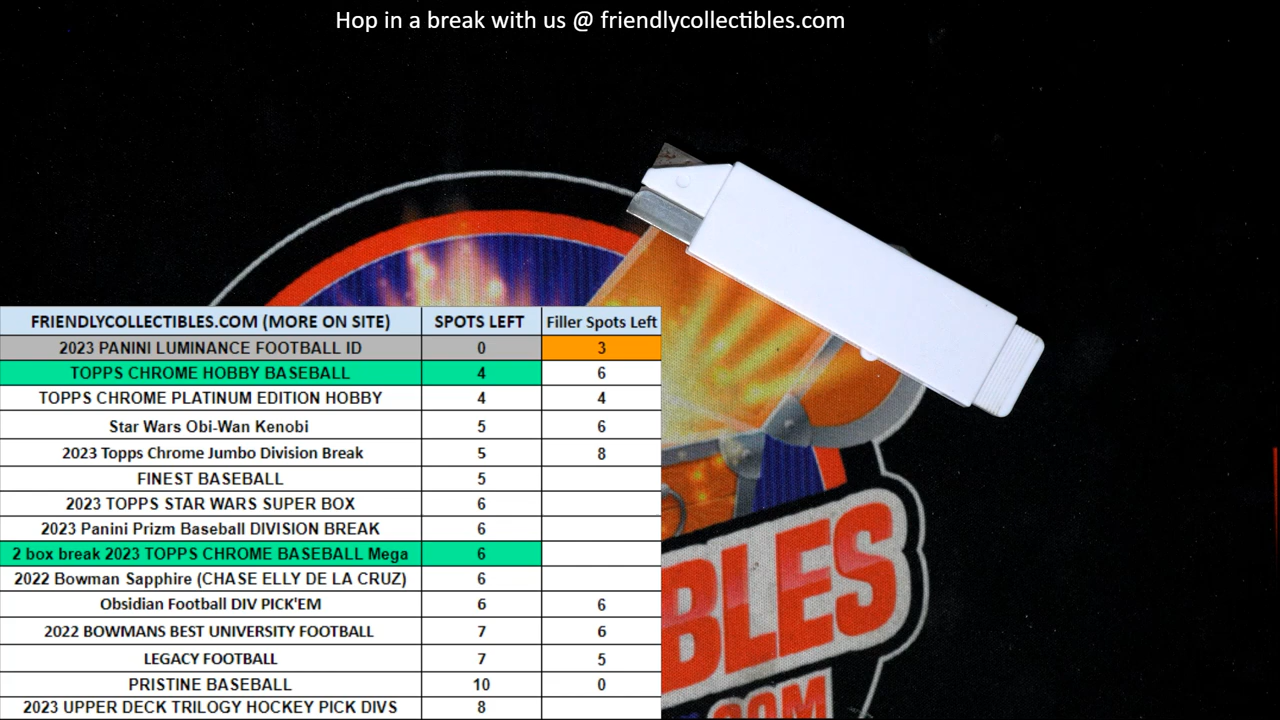 Hop in a break with us @ friendlycollectibles.com
FRIENDLYCOLLECTIBLES.COM (MORE ON SITE) SPOTS LEFT Filler Spots Left
2023 PANINI LUMINANCE FOOTBALL ID 0 3
TOPPS CHROME HOBBY BASEBALL 4 6
TOPPS CHROME PLATINUM EDITION HOBBY 4 4
Star Wars Obi-Wan Kenobi 5 6
2023 Topps Chrome Jumbo Division Break 5 8
FINEST BASEBALL 5
2023 TOPPS STAR WARS SUPER BOX 6
2023 Panini Prizm Baseball DIVISION BREAK 6
2 box break 2023 TOPPS CHROME BASEBALL Mega 6
2022 Bowman Sapphire (CHASE ELLY DE LA CRUZ) 6
Obsidian Football DIV PICK'EM 6 6
2022 BOWMANS BEST UNIVERSITY FOOTBALL 7 6
LEGACY FOOTBALL 7 5
PRISTINE BASEBALL 10 0
2023 UPPER DECK TRILOGY HOCKEY PICK DIVS 8
BLES
.COM